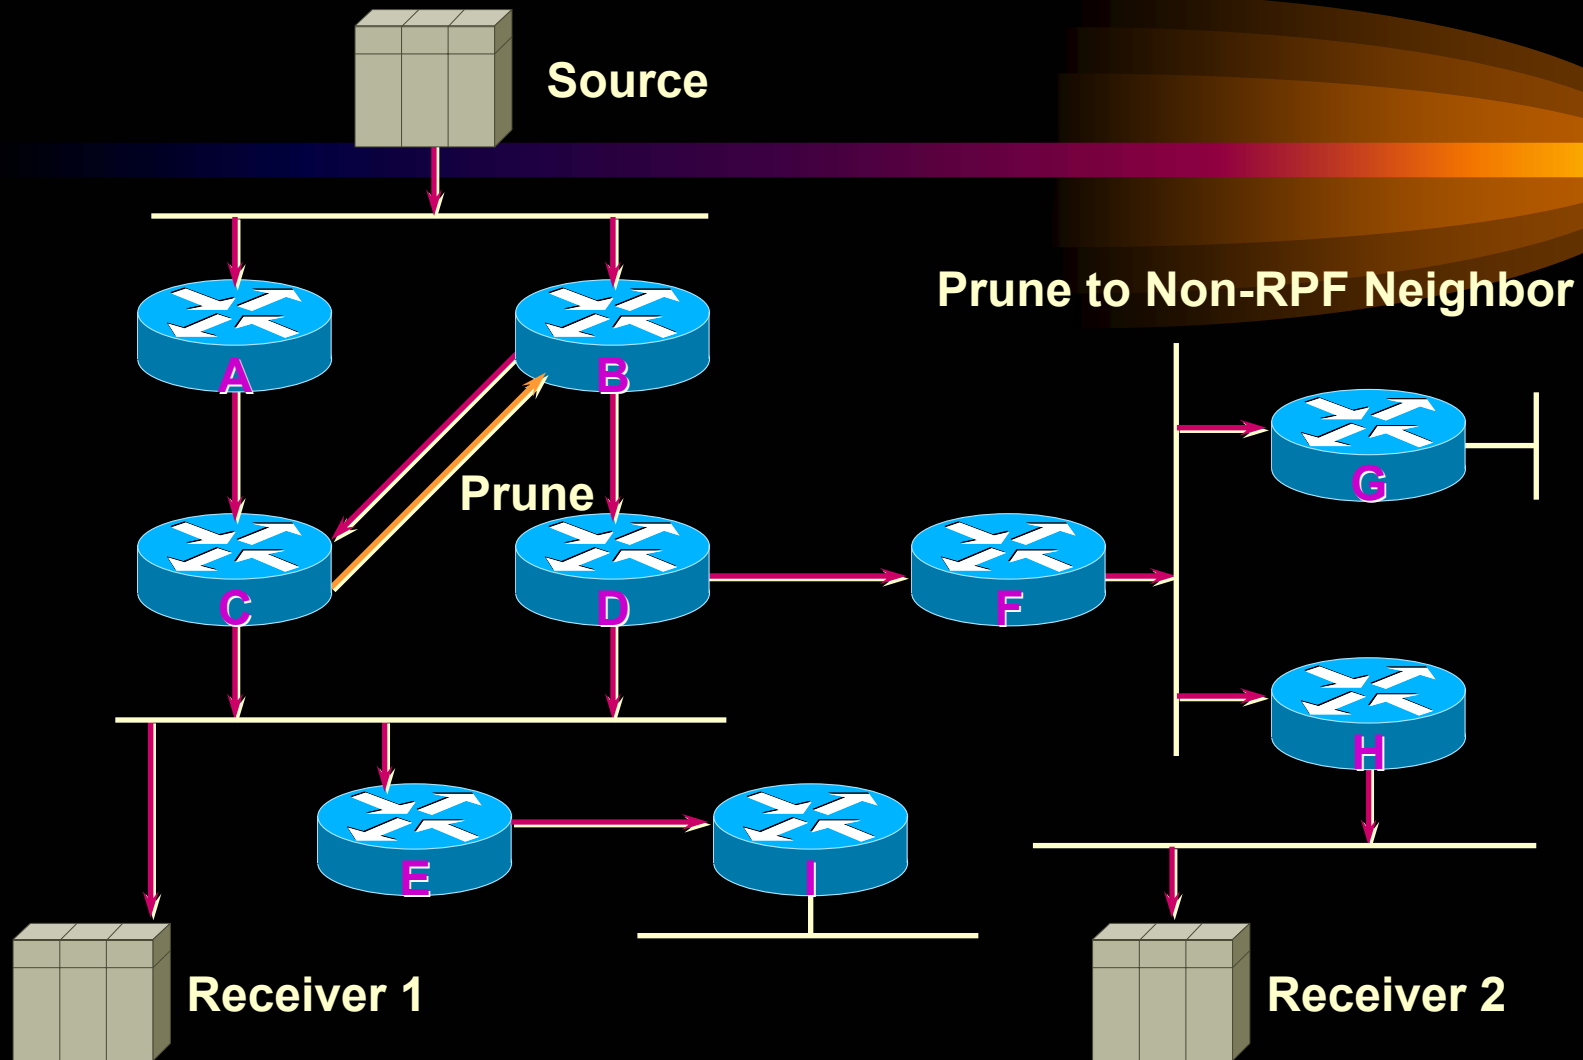 Source
Prune to Non-RPF Neighbor
A
B
G
Prune
C
D
F
H
E
I
Receiver 1
Receiver 2